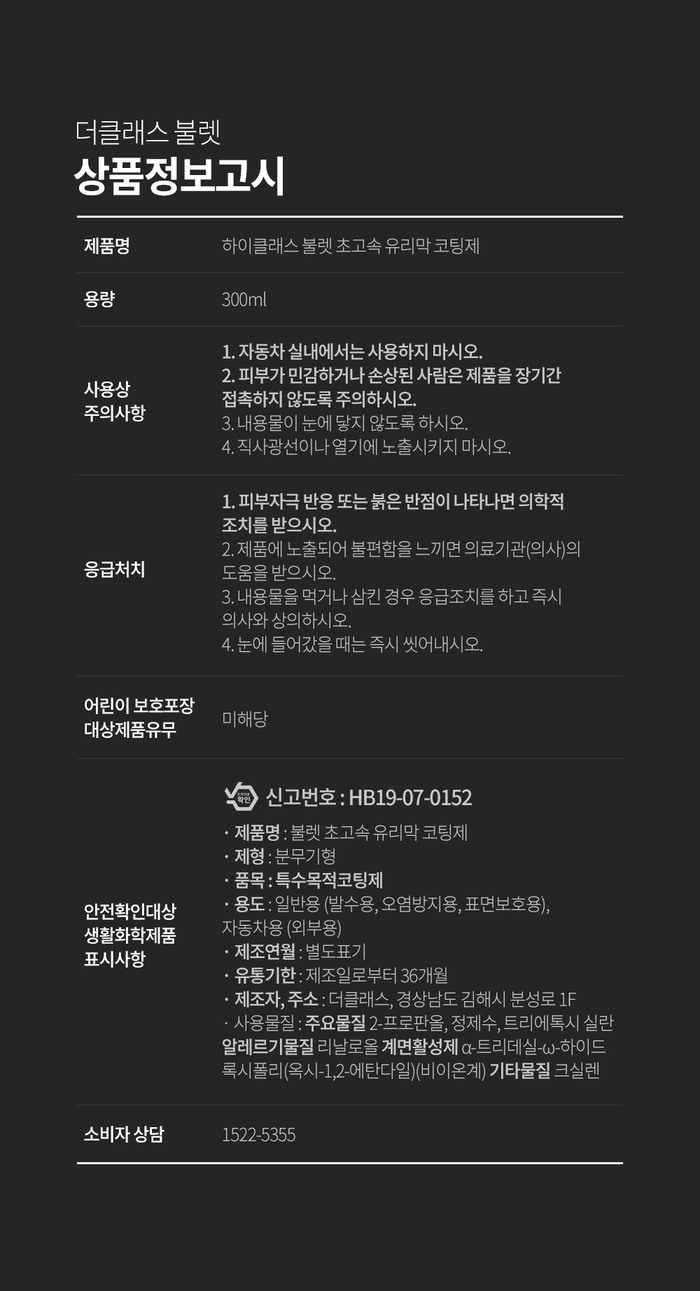 더클래스 불렛
상품정보고시
제품명
하이클래스 불렛 초고속 유리막 코팅제
용량
300ml
사용상
주의사항
1. 자동차 실내에서는 사용하지 마시오.
2. 피부가 민감하거나 손상된 사람은 제품을 장기간
접촉하지 않도록 주의하시오.
3. 내용물이 눈에 닿지 않도록 하시오.
4. 직사광선이나 열기에 노출시키지 마시오.
응급처치
1. 피부자극 반응 또는 붉은 반점이 나타나면 의학적
조치를 받으시오.
2. 제품에 노출되어 불편함을 느끼면 의료기관(의사)의
도움을 받으시오.
3. 내용물을 먹거나 삼킨 경우 응급조치를 하고 즉시
의사와 상의하시오.
4. 눈에 들어갔을 때는 즉시 씻어내시오.
어린이 보호포장
대상제품유무
미해당
안전확인대상
생활화학제품
표시사항
확인
신고번호 : HB19-07-0152
· 제품명 : 불렛 초고속 유리막 코팅제
· 제형 : 분무기형
· 품목 : 특수목적코팅제
· 용도 : 일반용 (발수용, 오염방지용, 표면보호용),
자동차용 (외부용)
· 제조연월 : 별도표기
· 유통기한 : 제조일로부터 36개월
· 제조자, 주소 : 더클래스, 경상남도 김해시 분성로 1F
· 사용물질 : 주요물질 2-프로판올, 정제수, 트리에톡시 실란
알레르기물질 리날로올 계면활성제 α-트리데실-ω-하이드
록시폴리(옥시-1,2-에탄다일)(비이온계) 기타물질 크실렌
소비자 상담
1522-5355